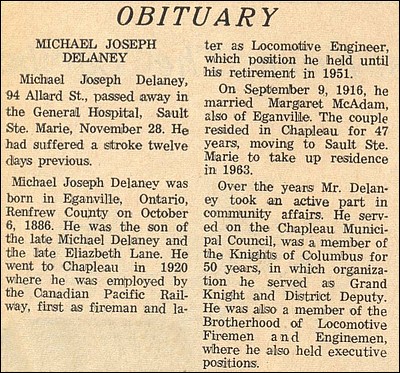 OBITUARY
MICHAEL JOSEPH
DELANEY
Michael Joseph Delaney,
94 Allard St., passed away in
the General Hospital, Sault
Ste. Marie, November 28. He
had suffered a stroke twelve
days previous.
Michael Joseph Delaney was
born in Eganville, Ontario,
Renfrew County on October
6, 1886. He was the son of
the late Michael Delaney and
the late Eliazbeth Lane. He
went to Chapleau in 1920
where he was employed by
the Canadian Pacific Rail-
way, first as fireman and la-
ter as Locomotive Engineer,
which position he held until
his retirement in 1951.
On September 9, 1916, he
married Margaret McAdam,
also of Eganville. The couple
resided in Chapleau for 47
years, moving to Sault Ste.
Marie to take up residence
in 1963.
Over the years Mr. Delan-
ey took an active part in
community affairs. He serv-
ed on the Chapleau Munici-
pal Council, was a member of
the Knights of Columbus for
50 years, in which organiza-
tion he served as Grand
Knight and District Deputy.
He was also a member of the
Brotherhood of Locomotive
Firemen and Enginemen,
where he also held executive
positions.